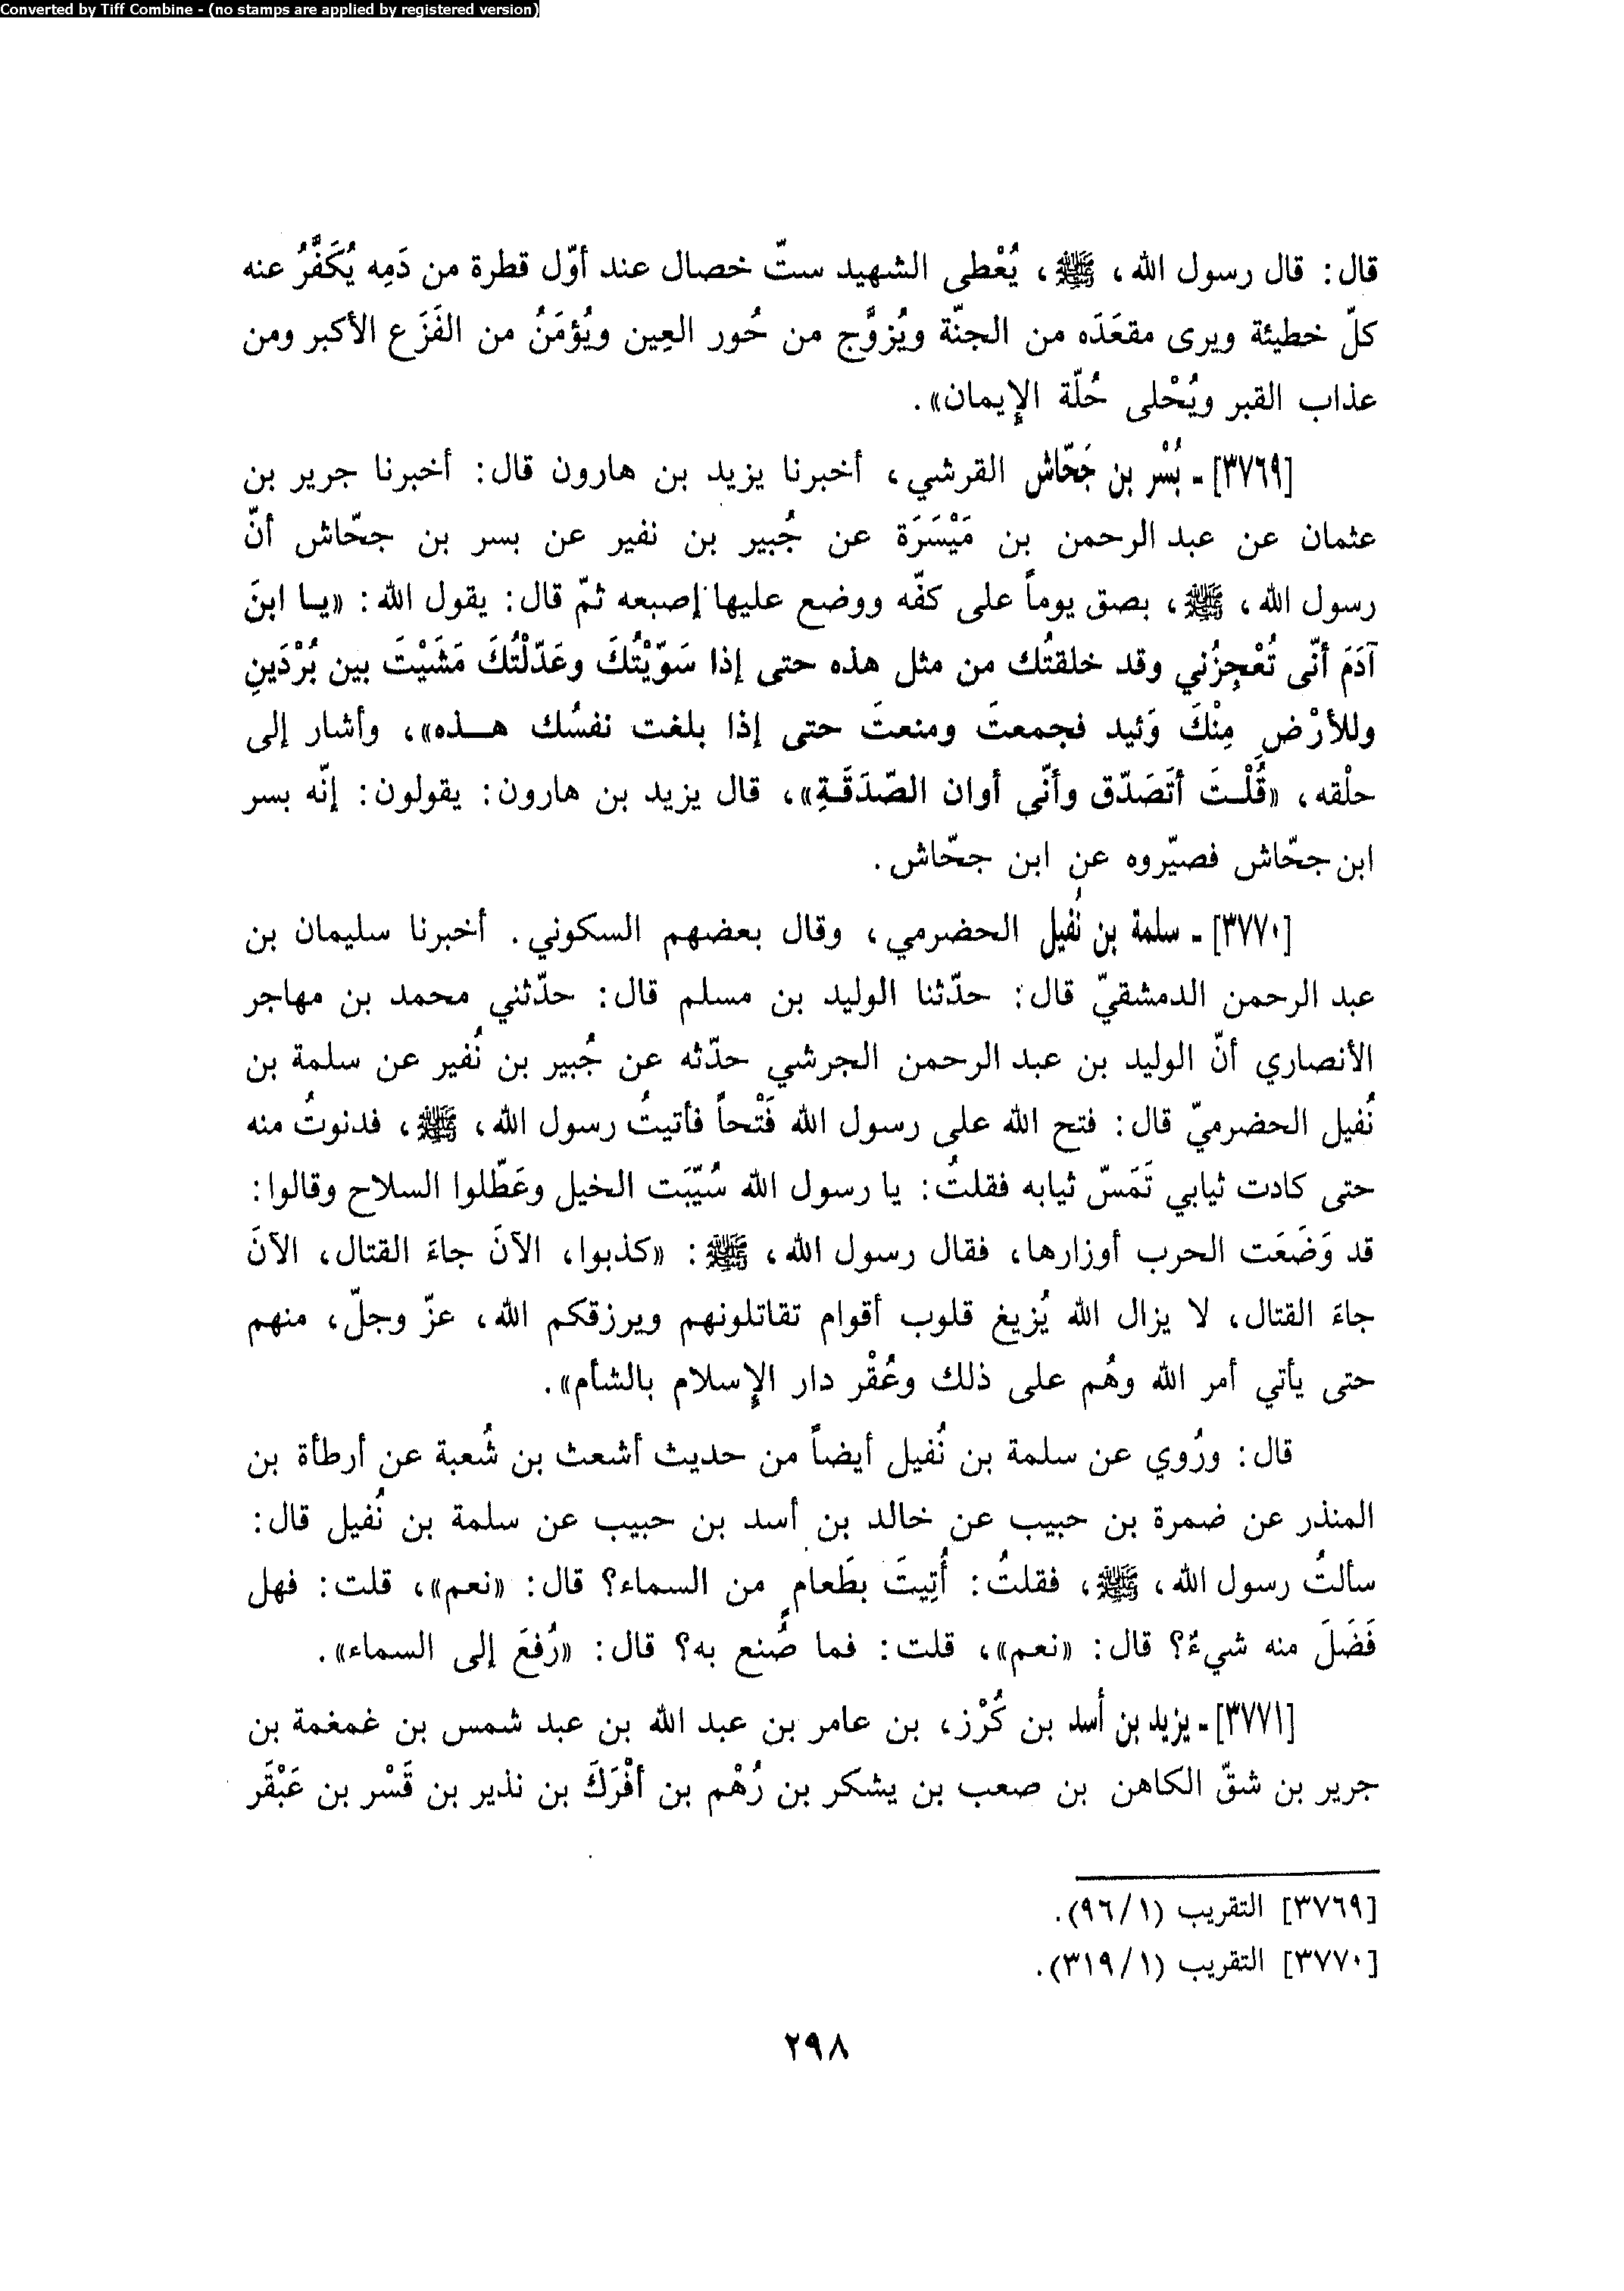 Converted by Tiff Combine - (no stamps are applied by registered version)
قال: قال رسول الله، ﷺ، يُعْطى الشهيد ستّ خصال عند أوّل قطرة من دَمِه يُكَفَّرُ عنه
كلّ خطيئة ويرى مقعَدَه من الجنّة ويُزوَّج من حُور العِين ويُؤمَنُ من الفَزَع الأكبر ومن
عذاب القبر ويُحْلى حُلّة الإيمان».
[٣٧٦٩] - بُسْر بن جَحّاش القرشي، أخبرنا يزيد بن هارون قال: أخبرنا جرير بن
عثمان عن عبد الرحمن بن مَيْسَرَة عن جُبير بن نفير عن بسر بن جحّاش أنّ
رسول الله، ﷺ، بصق يوماً على كفّه ووضع عليها إصبعه ثمّ قال: يقول الله: «يـا ابنَ
آدَمَ أنّى تُعْجِزُني وقد خلقتُك من مثل هذه حتى إذا سَوّيْتُكَ وعَدّلْتُكَ مَشَيْتَ بين بُرْدَينِ
وللأرْضِ مِنْكَ وَئيد فجمعتَ ومنعتَ حتى إذا بلغت نفسُك هـــذه»، وأشار إلى
حلْقه، «قُلْـتَ أتَصَدّق وأنّى أوان الصّدَقَـةِ»، قال يزيد بن هارون: يقولون: إنّه بسر
ابن جحّاش فصيّروه عن ابن جحّاش.
[٣٧٧٠] - سلمة بن نُفيل الحضرمي، وقال بعضهم السكوني. أخبرنا سليمان بن
عبد الرحمن الدمشقيّ قال: حدّثنا الوليد بن مسلم قال: حدّثني محمد بن مهاجر
الأنصاري أنّ الوليد بن عبد الرحمن الجرشي حدّثه عن جُبير بن نُفير عن سلمة بن
نُفيل الحضرميّ قال: فتح الله على رسول الله فَتْحاً فأتيتُ رسول الله، ﷺ، فدنوتُ منه
حتى كادت ثيابي تَمَسّ ثيابه فقلتُ: يا رسول الله سُيّبَت الخيل وعَطّلوا السلاح وقالوا:
قد وَضَعَت الحرب أوزارها، فقال رسول الله، ﷺ: «كذبوا، الآنَ جاءَ القتال، الآنَ
جاءَ القتال، لا يزال الله يُزيغ قلوب أقوام تقاتلونهم ويرزقكم الله، عزّ وجلّ، منهم
حتى يأتي أمر الله وهُم على ذلك وعُقْر دار الإسلام بالشأم».
قال: ورُوي عن سلمة بن نُفيل أيضاً من حديث أشعث بن شُعبة عن أرطأة بن
المنذر عن ضمرة بن حبيب عن خالد بن أسد بن حبيب عن سلمة بن نُفيل قال:
سألتُ رسول الله، ﷺ، فقلتُ: أُتِيتَ بطَعامٍ من السماء؟ قال: «نعم»، قلت: فهل
فَضَلَ منه شيءٌ؟ قال: «نعم»، قلت: فما صُنع به؟ قال: «رُفعَ إلى السماء».
[٣٧٧١] - يزيد بن أسد بن كُرْز، بن عامر بن عبد الله بن عبد شمس بن غمغمة بن
جرير بن شقّ الكاهن بن صعب بن يشكر بن رُهْم بن أفْرَكَ بن نذير بن قَسْر بن عَبْقَر
[٣٧٦٩] التقريب (٩٦/١).
[٣٧٧٠] التقريب (٣١٩/١).
٢٩٨